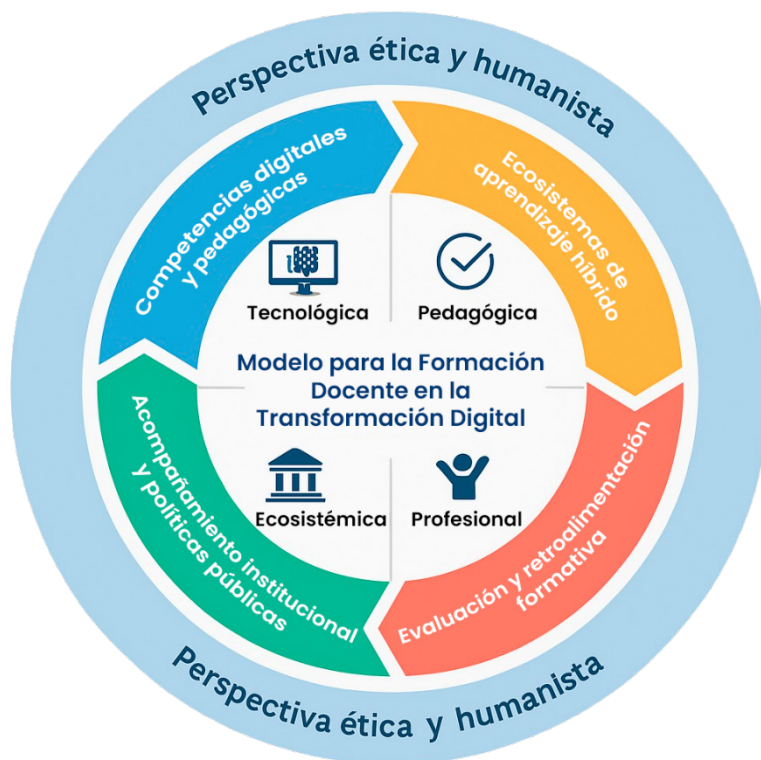 Perspectiva ética y humanista
Competencias digitales
y pedagógicas
Ecosistemas de
aprendizaje híbrido
Tecnológica
Pedagógica
Modelo para la Formación
Docente en la
Transformación Digital
Ecosistémica
Profesional
Acompañamiento institucional
y políticas públicas
Evaluación y retroalimentación
formativa
Perspectiva ética y humanista